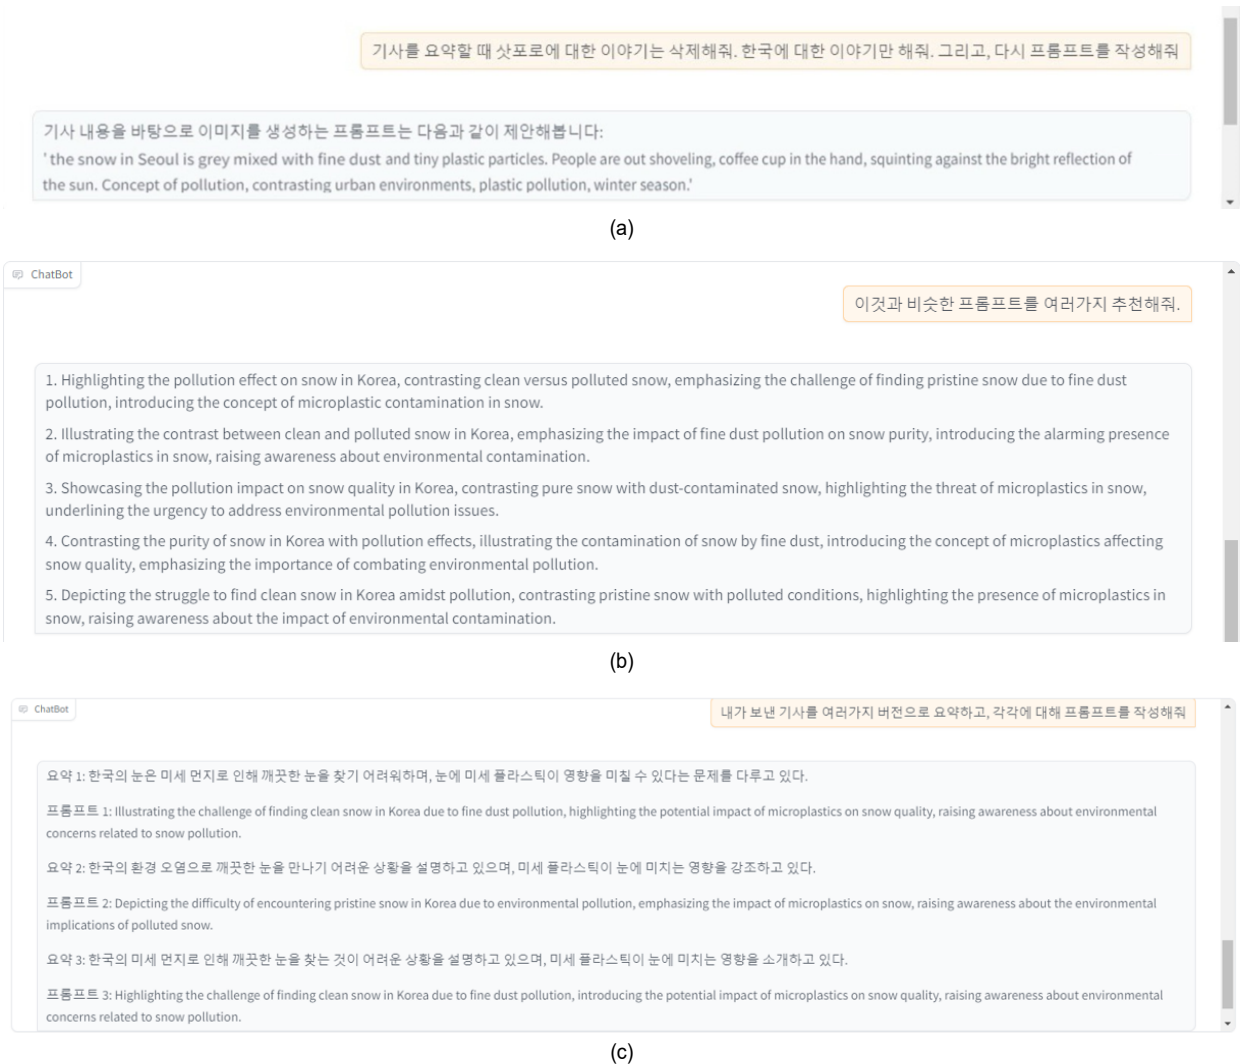 기사를 요약할 때 삿포로에 대한 이야기는 삭제해줘. 한국에 대한 이야기만 해줘. 그리고, 다시 프롬프트를 작성해줘
기사 내용을 바탕으로 이미지를 생성하는 프롬프트는 다음과 같이 제안해봅니다:
' the snow in Seoul is grey mixed with fine dust and tiny plastic particles. People are out shoveling, coffee cup in the hand, squinting against the bright reflection of
the sun. Concept of pollution, contrasting urban environments, plastic pollution, winter season.'
(a)
ChatBot
이것과 비슷한 프롬프트를 여러가지 추천해줘.
1. Highlighting the pollution effect on snow in Korea, contrasting clean versus polluted snow, emphasizing the challenge of finding pristine snow due to fine dust
pollution, introducing the concept of microplastic contamination in snow.
2. Illustrating the contrast between clean and polluted snow in Korea, emphasizing the impact of fine dust pollution on snow purity, introducing the alarming presence
of microplastics in snow, raising awareness about environmental contamination.
3. Showcasing the pollution impact on snow quality in Korea, contrasting pure snow with dust-contaminated snow, highlighting the threat of microplastics in snow,
underlining the urgency to address environmental pollution issues.
4. Contrasting the purity of snow in Korea with pollution effects, illustrating the contamination of snow by fine dust, introducing the concept of microplastics affecting
snow quality, emphasizing the importance of combating environmental pollution.
5. Depicting the struggle to find clean snow in Korea amidst pollution, contrasting pristine snow with polluted conditions, highlighting the presence of microplastics in
snow, raising awareness about the impact of environmental contamination.
(b)
ChatBot
내가 보낸 기사를 여러가지 버전으로 요약하고, 각각에 대해 프롬프트를 작성해줘
요약 1: 한국의 눈은 미세 먼지로 인해 깨끗한 눈을 찾기 어려워하며, 눈에 미세 플라스틱이 영향을 미칠 수 있다는 문제를 다루고 있다.
프롬프트 1: Illustrating the challenge of finding clean snow in Korea due to fine dust pollution, highlighting the potential impact of microplastics on snow quality, raising awareness about environmental
concerns related to snow pollution.
요약 2: 한국의 환경 오염으로 깨끗한 눈을 만나기 어려운 상황을 설명하고 있으며, 미세 플라스틱이 눈에 미치는 영향을 강조하고 있다.
프롬프트 2: Depicting the difficulty of encountering pristine snow in Korea due to environmental pollution, emphasizing the impact of microplastics on snow, raising awareness about the environmental
implications of polluted snow.
요약 3: 한국의 미세 먼지로 인해 깨끗한 눈을 찾는 것이 어려운 상황을 설명하고 있으며, 미세 플라스틱이 눈에 미치는 영향을 소개하고 있다.
프롬프트 3: Highlighting the challenge of finding clean snow in Korea due to fine dust pollution, introducing the potential impact of microplastics on snow quality, raising awareness about environmental
concerns related to snow pollution.
(c)